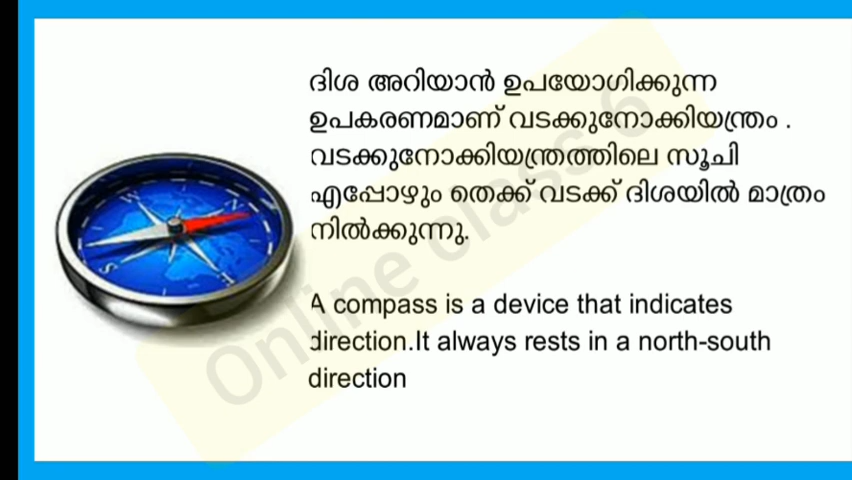 ദിശ അറിയാൻ ഉപയോഗിക്കുന്ന
ഉപകരണമാണ് വടക്കുനോക്കിയന്ത്രം .
വടക്കുനോക്കിയന്ത്രത്തിലെ സൂചി
എപ്പോഴും തെക്ക് വടക്ക് ദിശയിൽ മാത്രം
നിൽക്കുന്നു.
A compass is a device that indicates
direction.It always rests in a north-south
direction
Online class 6
N
E
S
W